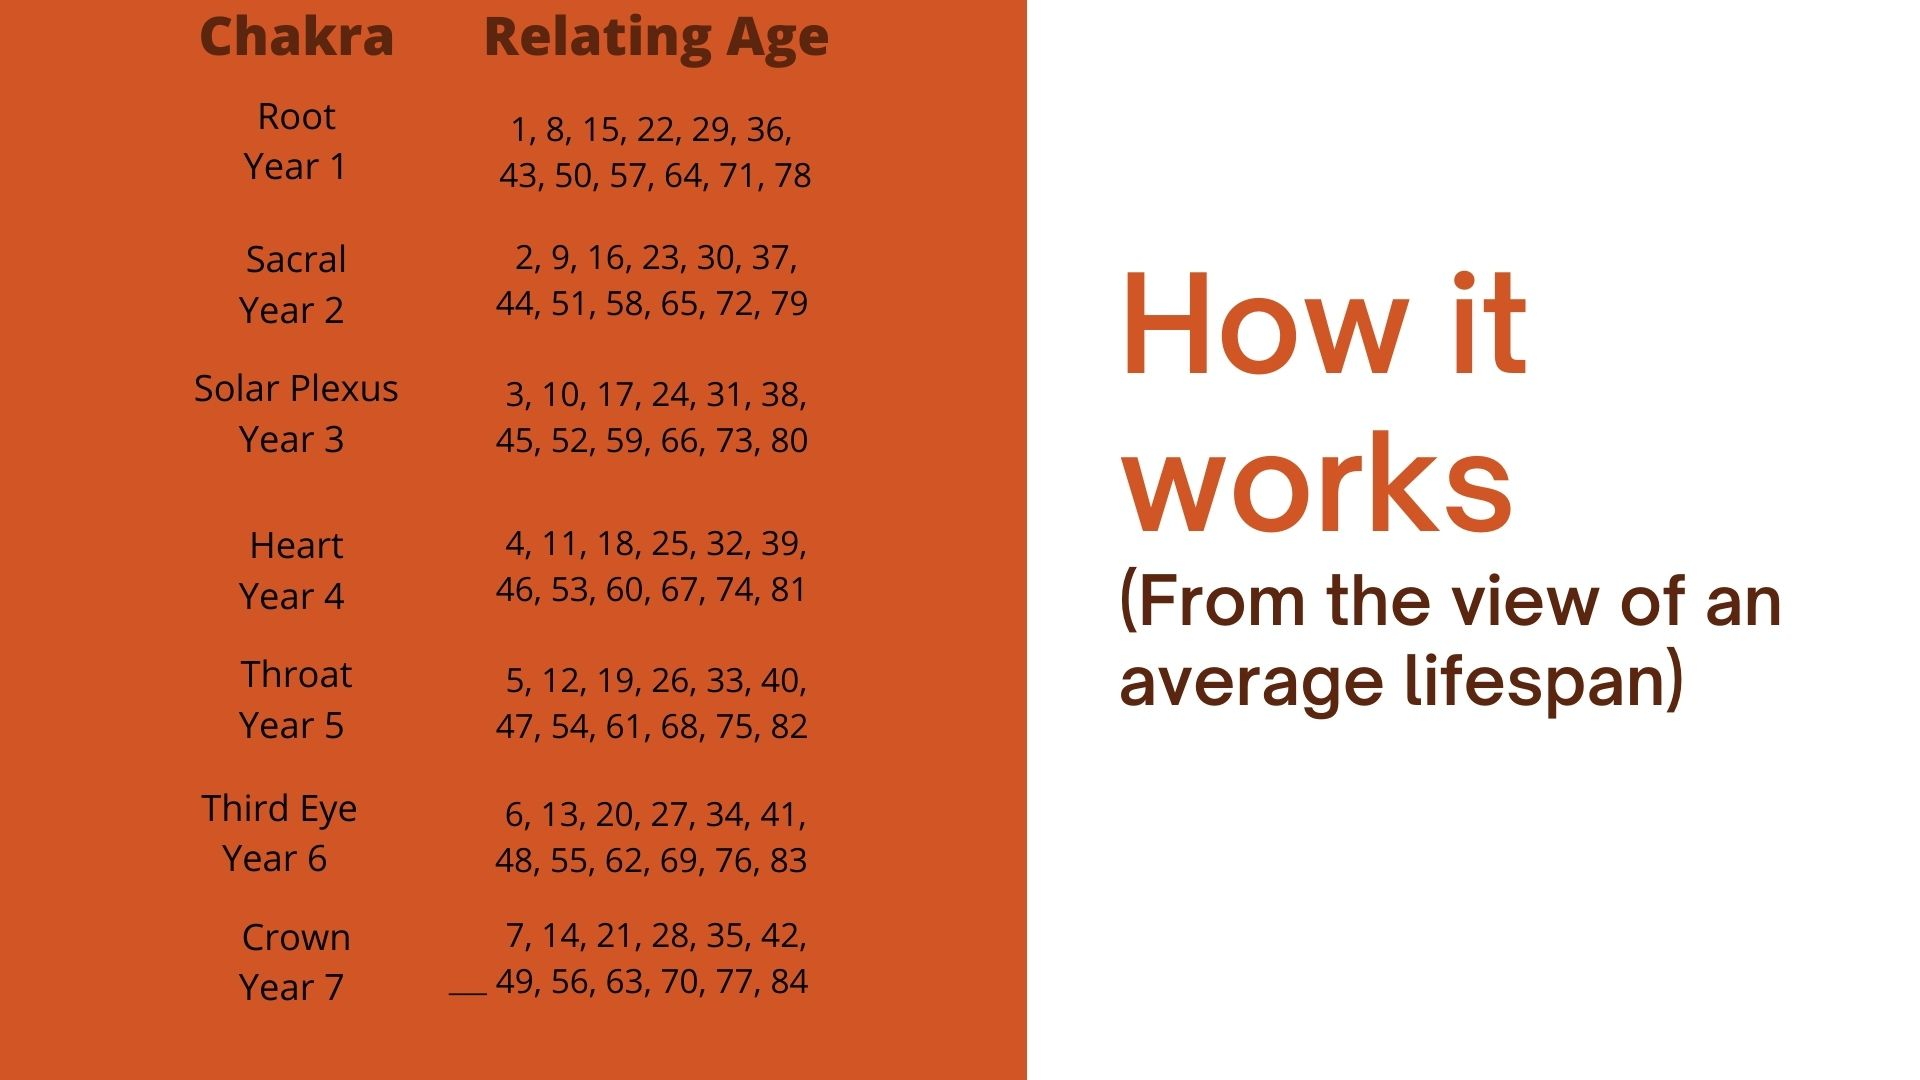 Chakra Relating Age
Root
Year 1
1, 8, 15, 22, 29, 36,
43, 50, 57, 64, 71, 78
Sacral
Year 2
2, 9, 16, 23, 30, 37,
44, 51, 58, 65, 72, 79
Solar Plexus
Year 3
3, 10, 17, 24, 31, 38,
45, 52, 59, 66, 73, 80
Heart
Year 4
4, 11, 18, 25, 32, 39,
46, 53, 60, 67, 74, 81
Throat
Year 5
5, 12, 19, 26, 33, 40,
47, 54, 61, 68, 75, 82
Third Eye
Year 6
6, 13, 20, 27, 34, 41,
48, 55, 62, 69, 76, 83
Crown
Year 7
7, 14, 21, 28, 35, 42,
__ 49, 56, 63, 70, 77, 84
How it
works
(From the view of an
average lifespan)